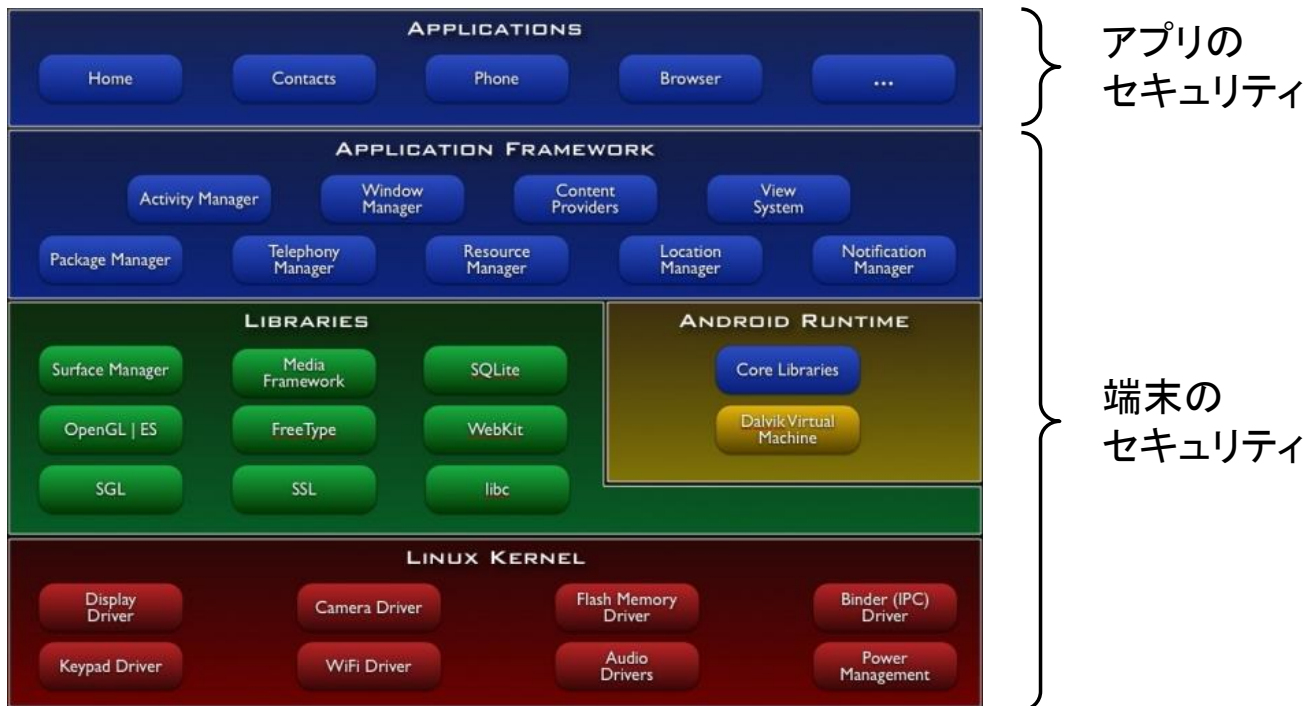 APPLICATIONS
Home
Contacts
Phone
Browser
...
アプリの
セキュリティ
APPLICATION FRAMEWORK
Activity Manager
Window
Manager
Content
Providers
View
System
Package Manager
Telephony
Manager
Resource
Manager
Location
Manager
Notification
Manager
LIBRARIES
Surface Manager
Media
Framework
SQLite
OpenGL | ES
FreeType
WebKit
SGL
SSL
libc
ANDROID RUNTIME
Core Libraries
Dalvik Virtual
Machine
端末の
セキュリティ
LINUX KERNEL
Display
Driver
Camera Driver
Flash Memory
Driver
Binder (IPC)
Driver
Keypad Driver
WiFi Driver
Audio
Drivers
Power
Management